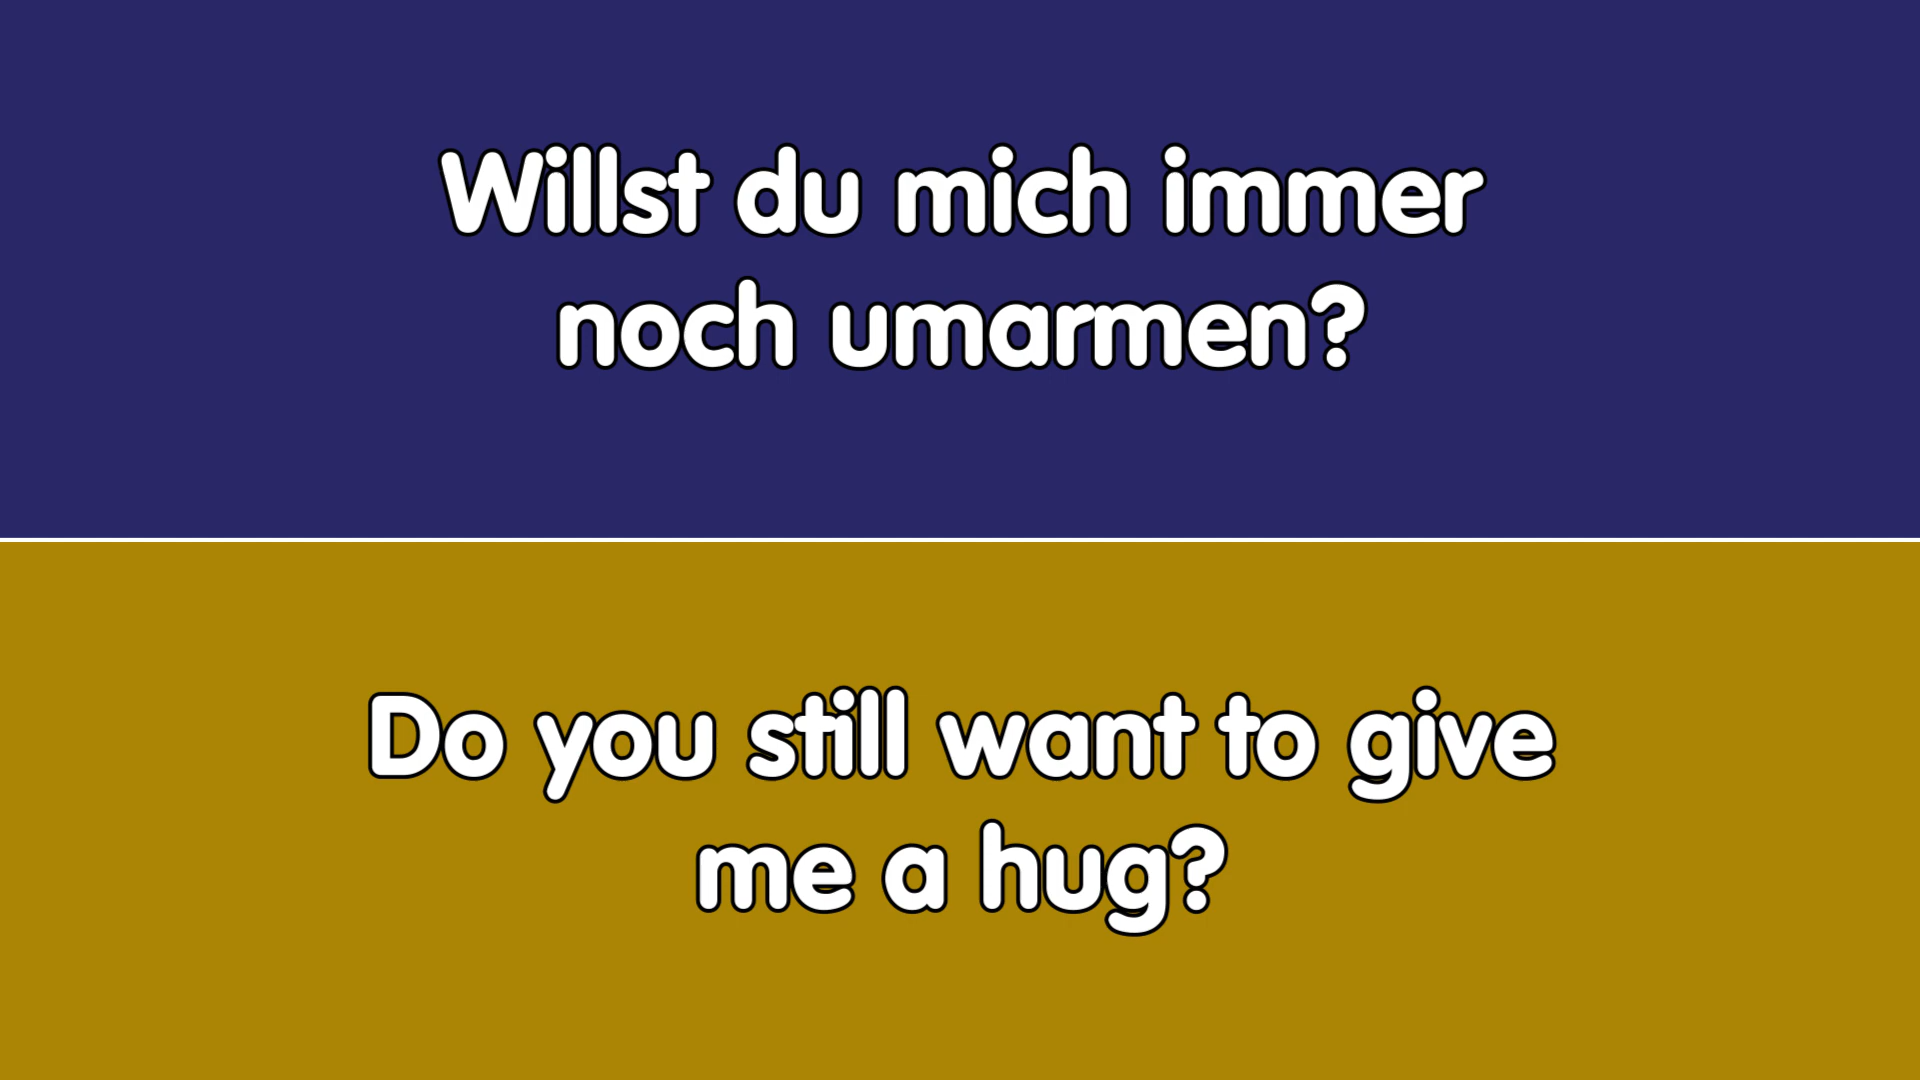 Willst du mich immer
noch umarmen?
Do you still want to give
me a hug?